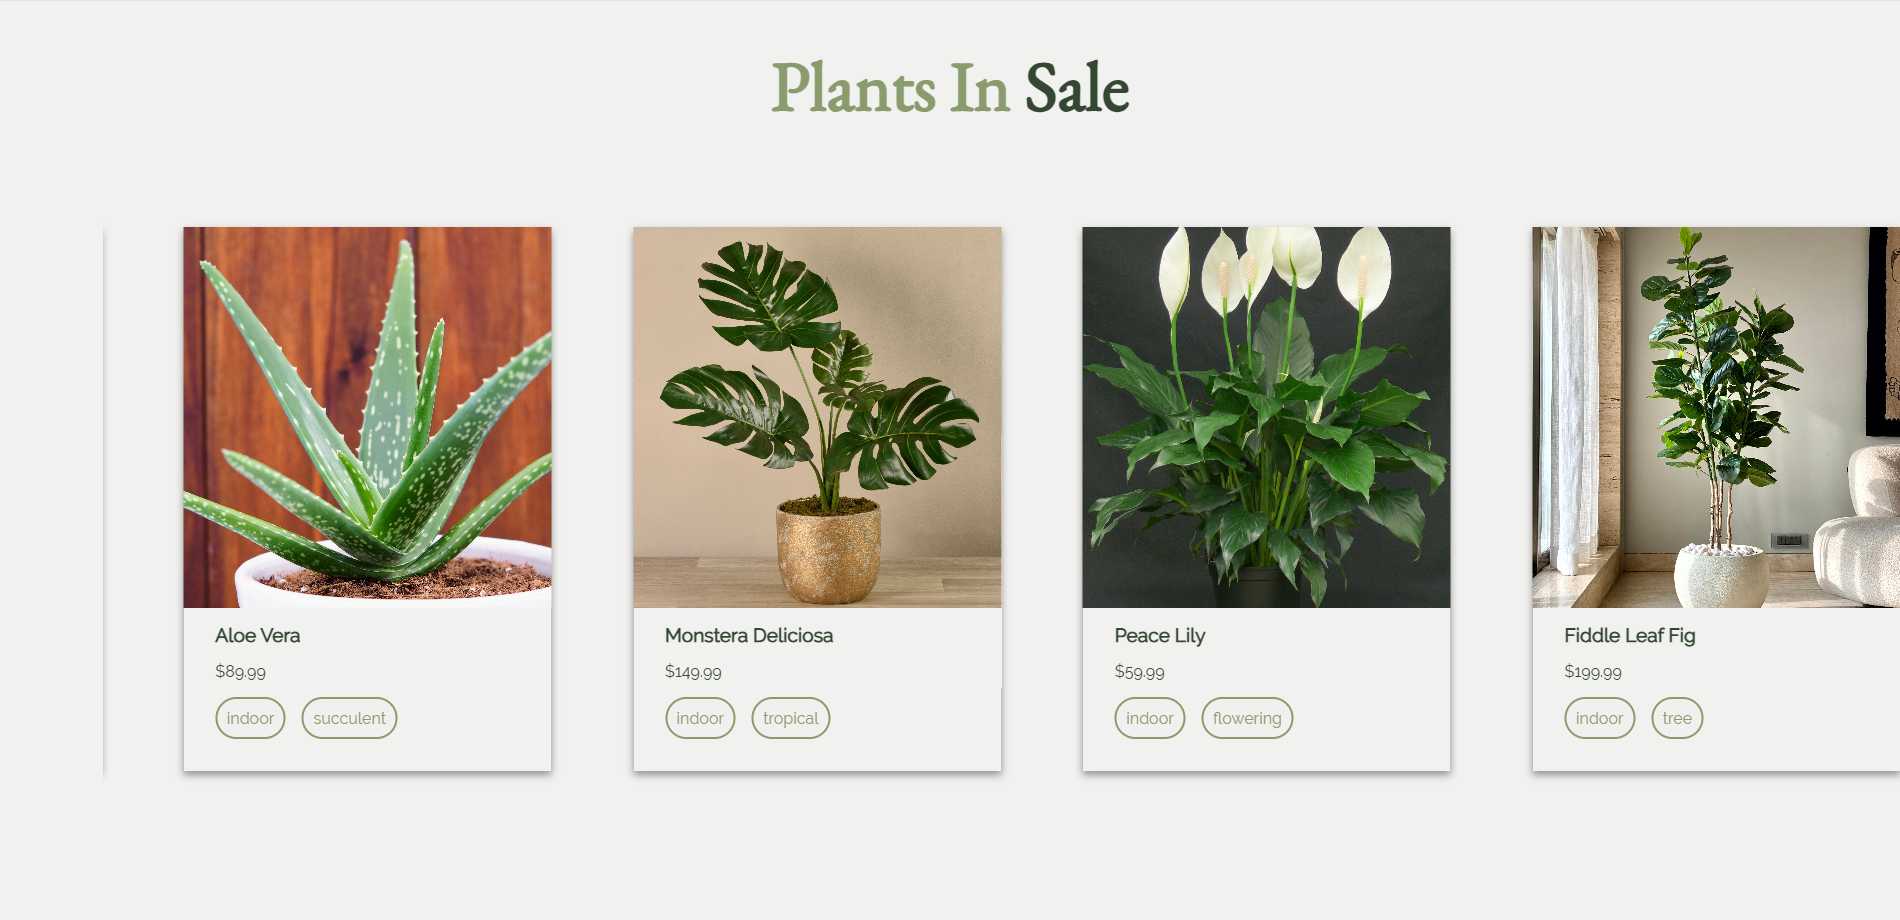 Plants In Sale
Aloe Vera
$89.99
indoor succulent
Monstera Deliciosa
$149.99
indoor tropical
Peace Lily
$59.99
indoor flowering
Fiddle Leaf Fig
$199.99
indoor tree